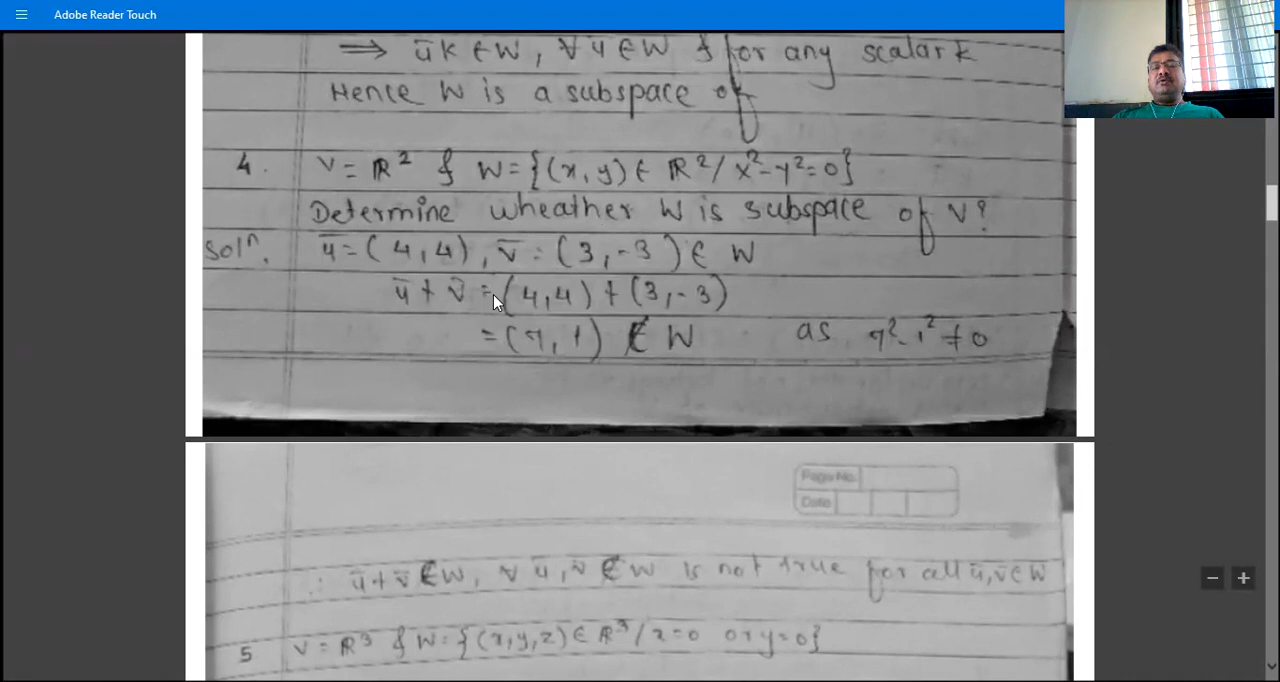 Adobe Reader Touch
⟹ ūk ∈ W, ∀ ū ∈ W & for any scalar k
Hence W is a subspace of
4. V = ℝ² & W = {(x, y) ∈ ℝ² / x² - y² = 0}
Determine wheather W is subspace of V?
Solⁿ. ū = (4, 4), v̄ = (3, -3) ∈ W
ū + v̄ = (4, 4) + (3, -3)
= (7, 1) ∉ W as 7² - 1² ≠ 0
Page No.
Date
∴ ū + v̄ ∉ W, ∀ ū, v̄ ∉ W is not true for all ū, v̄ ∈ W
5 V = ℝ³ & W = {(x, y, z) ∈ ℝ³ / x = 0 or y = 0}